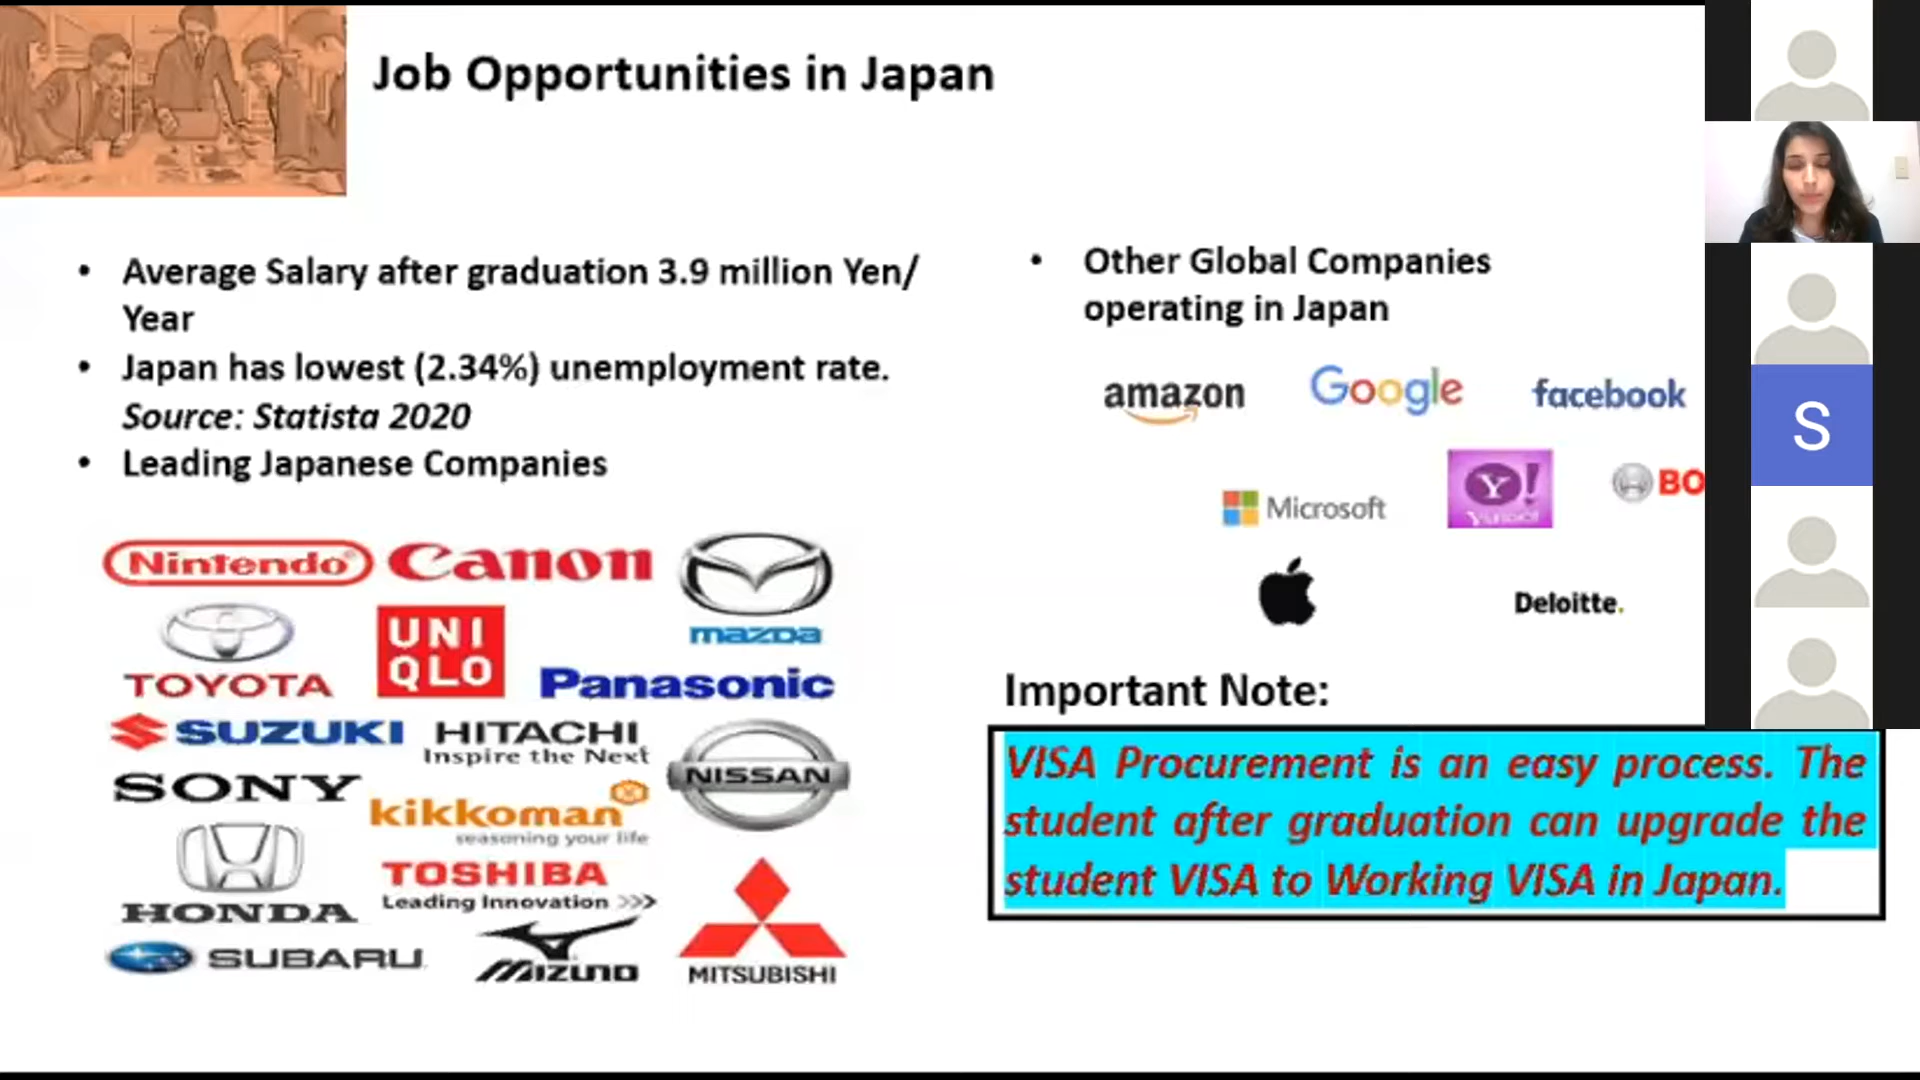 Job Opportunities in Japan
• Average Salary after graduation 3.9 million Yen/
Year
• Japan has lowest (2.34%) unemployment rate.
Source: Statista 2020
• Leading Japanese Companies
Nintendo
Canon
mazda
TOYOTA
UNI
QLO
Panasonic
SUZUKI
HITACHI
Inspire the Next
NISSAN
SONY
kikkoman
seasoning your life
HONDA
TOSHIBA
Leading Innovation >>>
SUBARU
MIZUNO
MITSUBISHI
• Other Global Companies
operating in Japan
amazon
Google
facebook
Microsoft
Y!
YAHOO!
BO
Deloitte.
Important Note:
VISA Procurement is an easy process. The
student after graduation can upgrade the
student VISA to Working VISA in Japan.
S